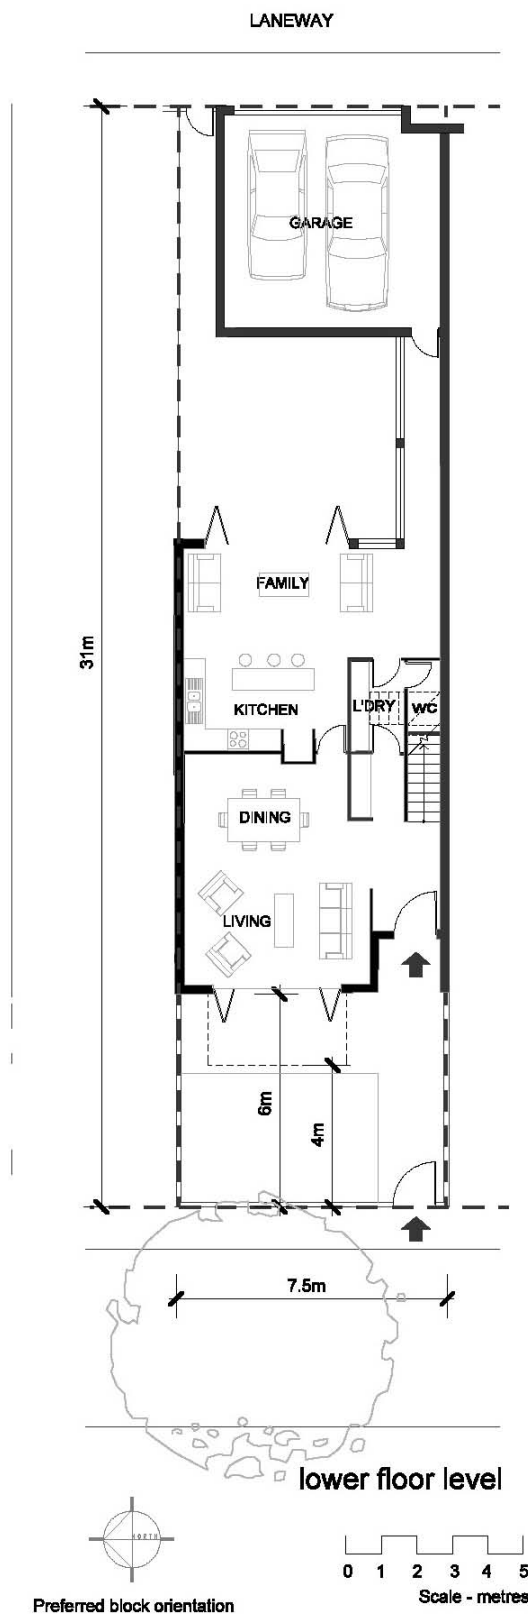 LANEWAY
GARAGE
31m
FAMILY
KITCHEN
L'DRY
WC
DINING
LIVING
6m
4m
7.5m
lower floor level
NORTH
0 1 2 3 4 5
Scale - metres
Preferred block orientation